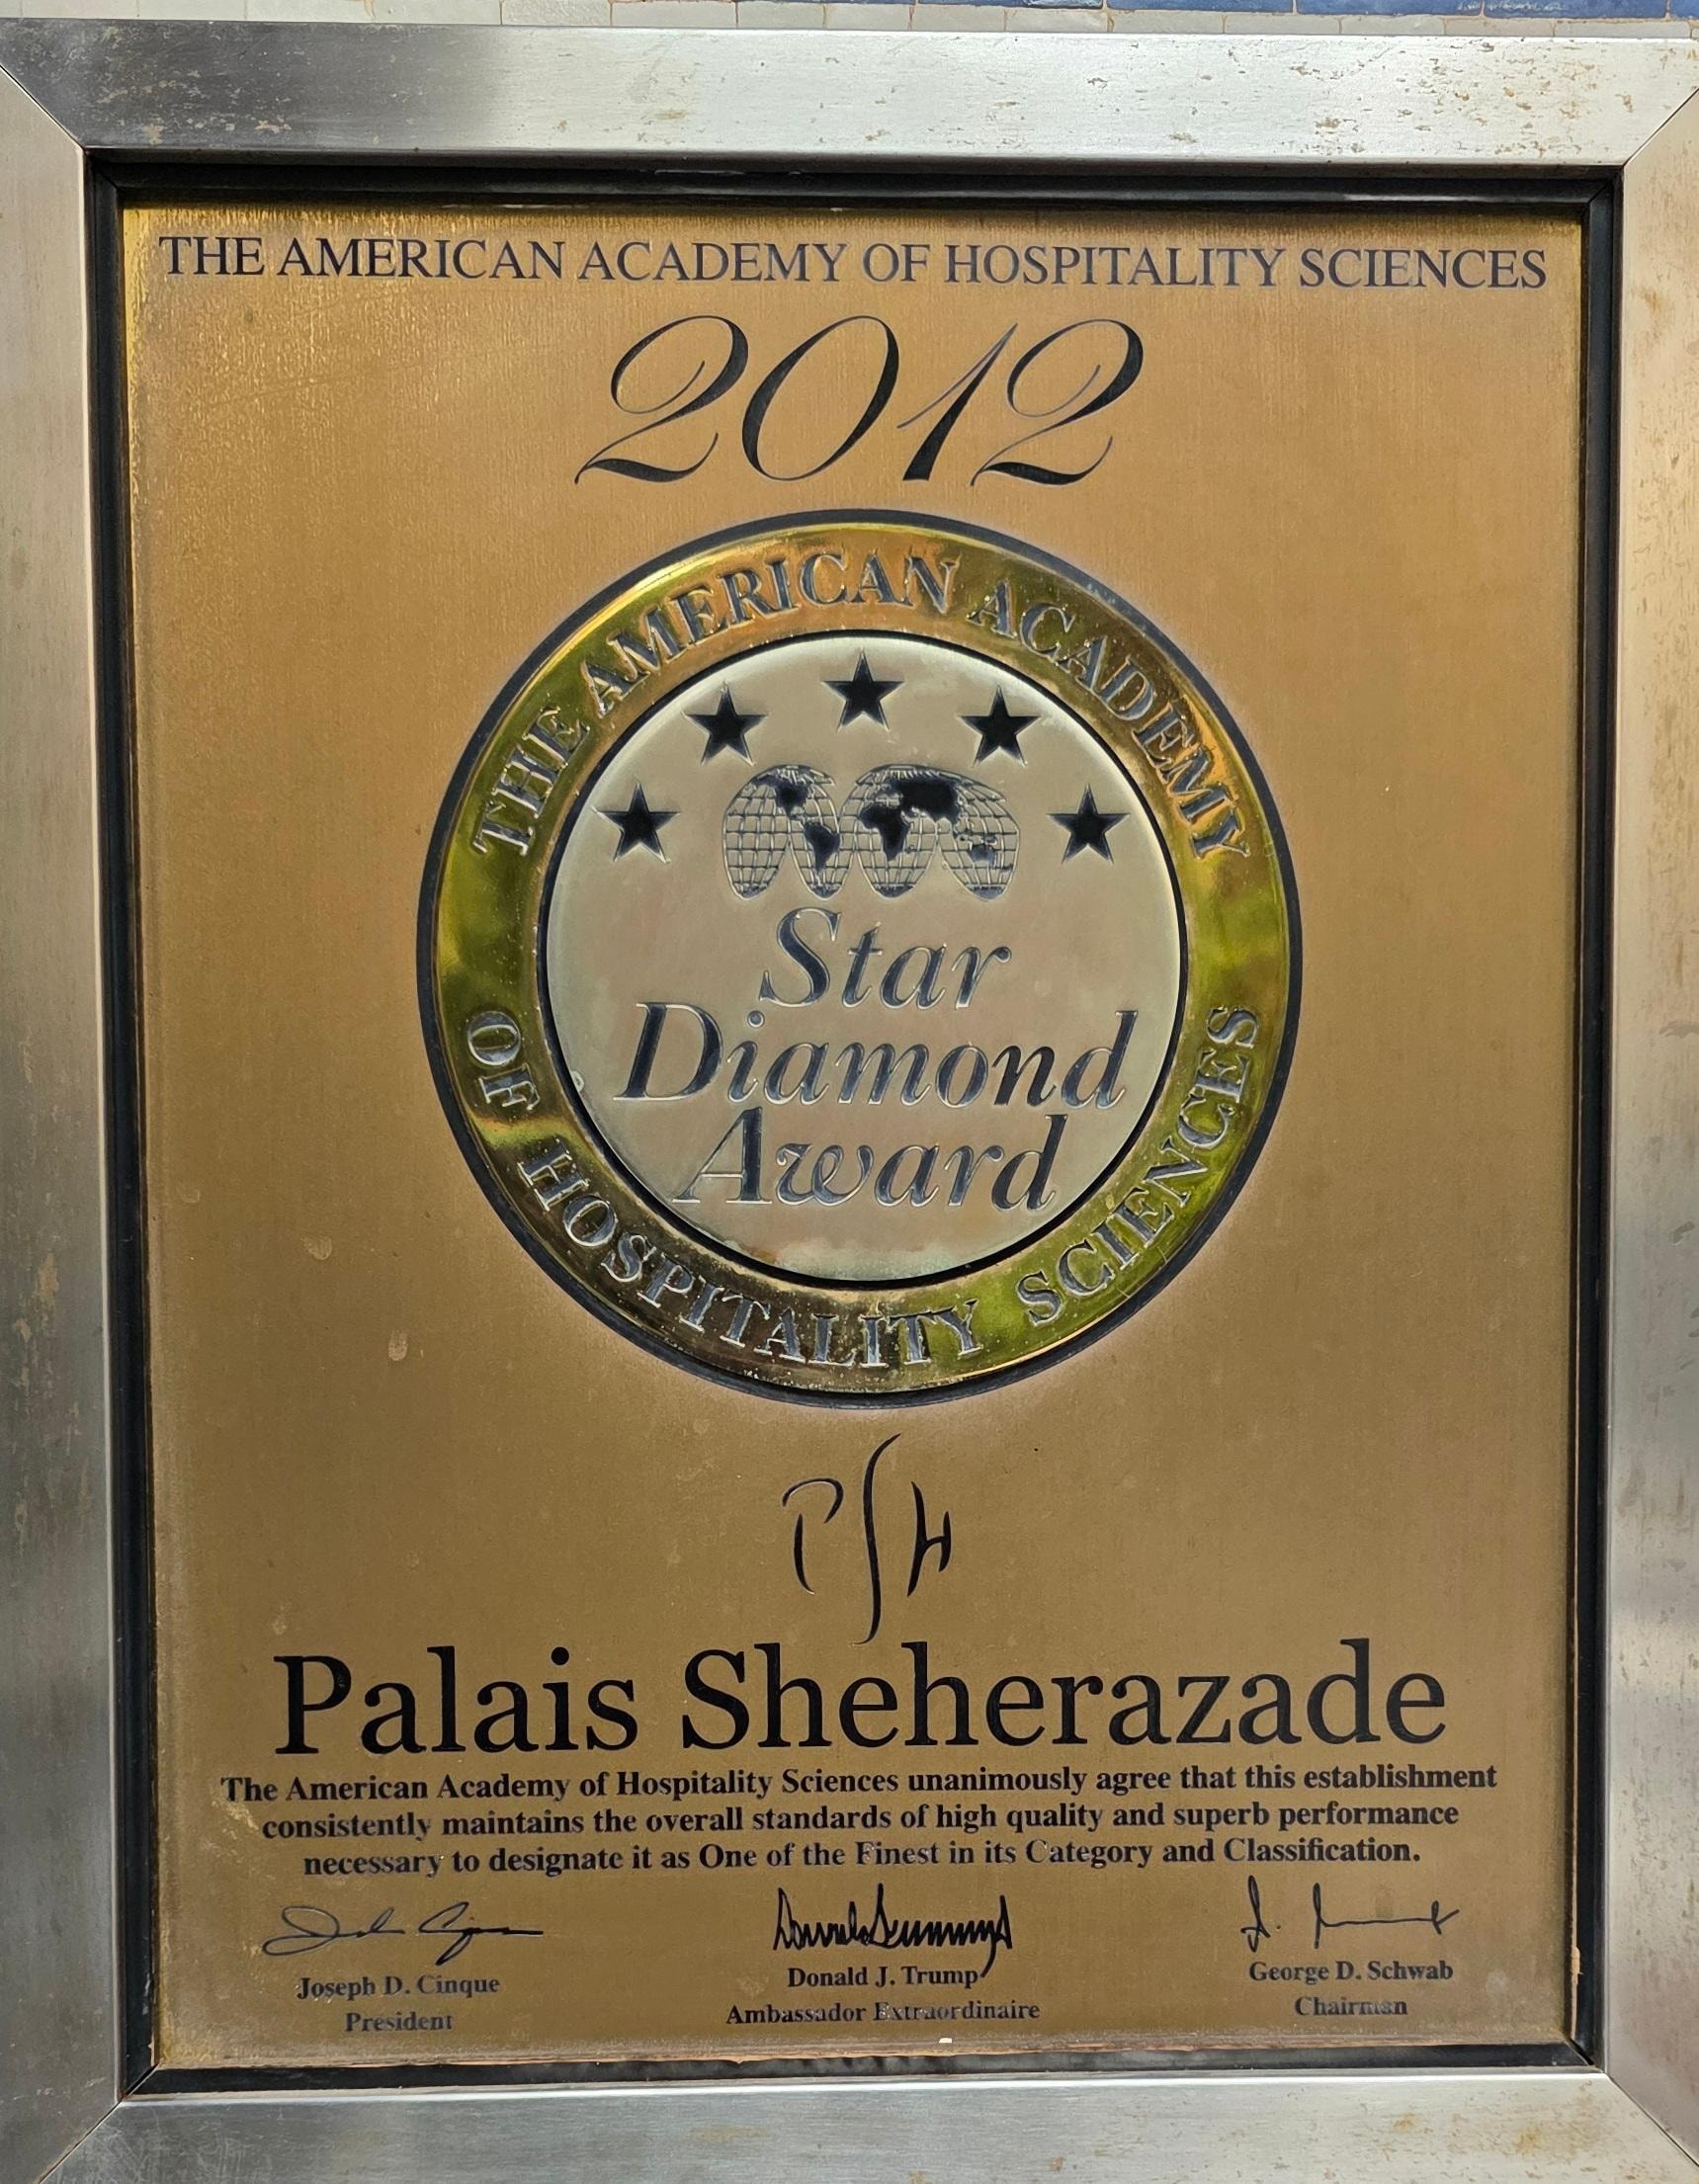 THE AMERICAN ACADEMY OF HOSPITALITY SCIENCES
2012
THE AMERICAN ACADEMY
OF HOSPITALITY SCIENCES
Star
Diamond
Award
PSH
Palais Sheherazade
The American Academy of Hospitality Sciences unanimously agree that this establishment
consistently maintains the overall standards of high quality and superb performance
necessary to designate it as One of the Finest in its Category and Classification.
Joseph D. Cinque
President
Donald J. Trump
Ambassador Extraordinaire
George D. Schwab
Chairman